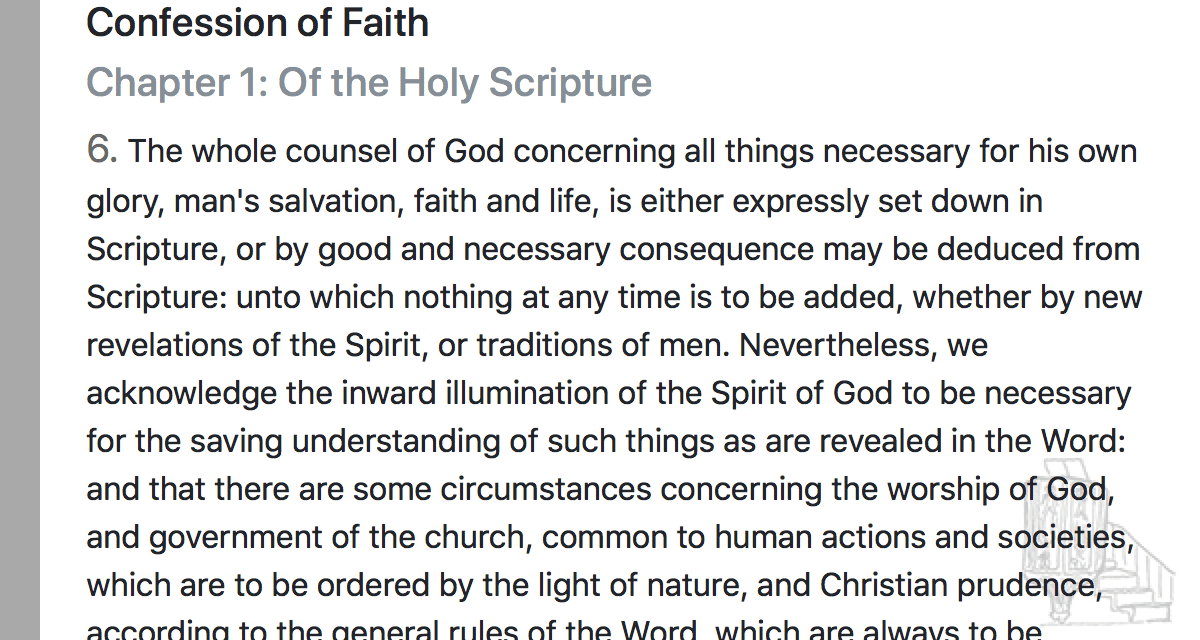 Confession of Faith
Chapter 1: Of the Holy Scripture
6. The whole counsel of God concerning all things necessary for his own
glory, man's salvation, faith and life, is either expressly set down in
Scripture, or by good and necessary consequence may be deduced from
Scripture: unto which nothing at any time is to be added, whether by new
revelations of the Spirit, or traditions of men. Nevertheless, we
acknowledge the inward illumination of the Spirit of God to be necessary
for the saving understanding of such things as are revealed in the Word:
and that there are some circumstances concerning the worship of God,
and government of the church, common to human actions and societies,
which are to be ordered by the light of nature, and Christian prudence,
according to the general rules of the Word, which are always to be